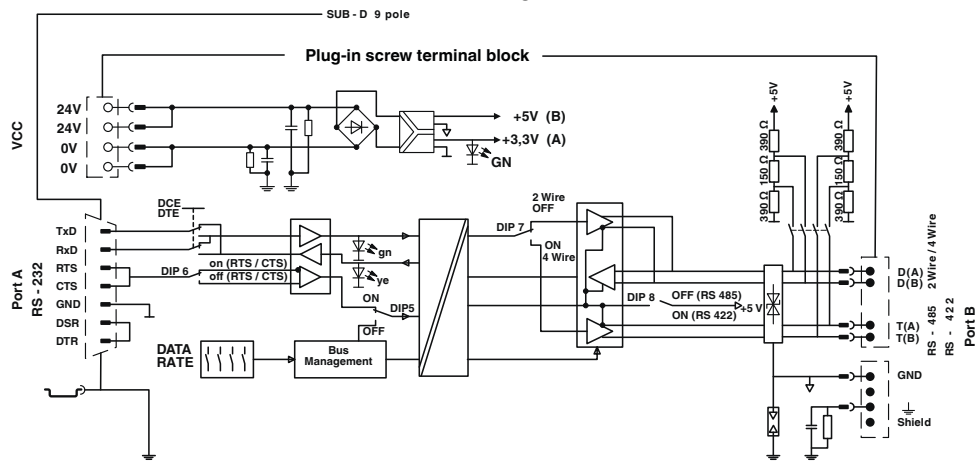 SUB - D 9 pole
Plug-in screw terminal block
VCC
24V
24V
0V
0V
+5V (B)
+3,3V (A)
GN
+5V
+5V
390 Ω
150 Ω
390 Ω
390 Ω
150 Ω
390 Ω
Port A
RS - 232
TxD
RxD
RTS
CTS
GND
DSR
DTR
DCE
DTE
DIP 6
on (RTS / CTS)
off (RTS / CTS)
gn
ye
ON
DIP5
OFF
DATA
RATE
Bus
Management
DIP 7
2 Wire
OFF
ON
4 Wire
DIP 8
OFF (RS 485)
ON (RS 422)
+5 V
D(A)
D(B)
T(A)
T(B)
2 Wire / 4 Wire
RS - 485
RS - 422
Port B
GND
Shield